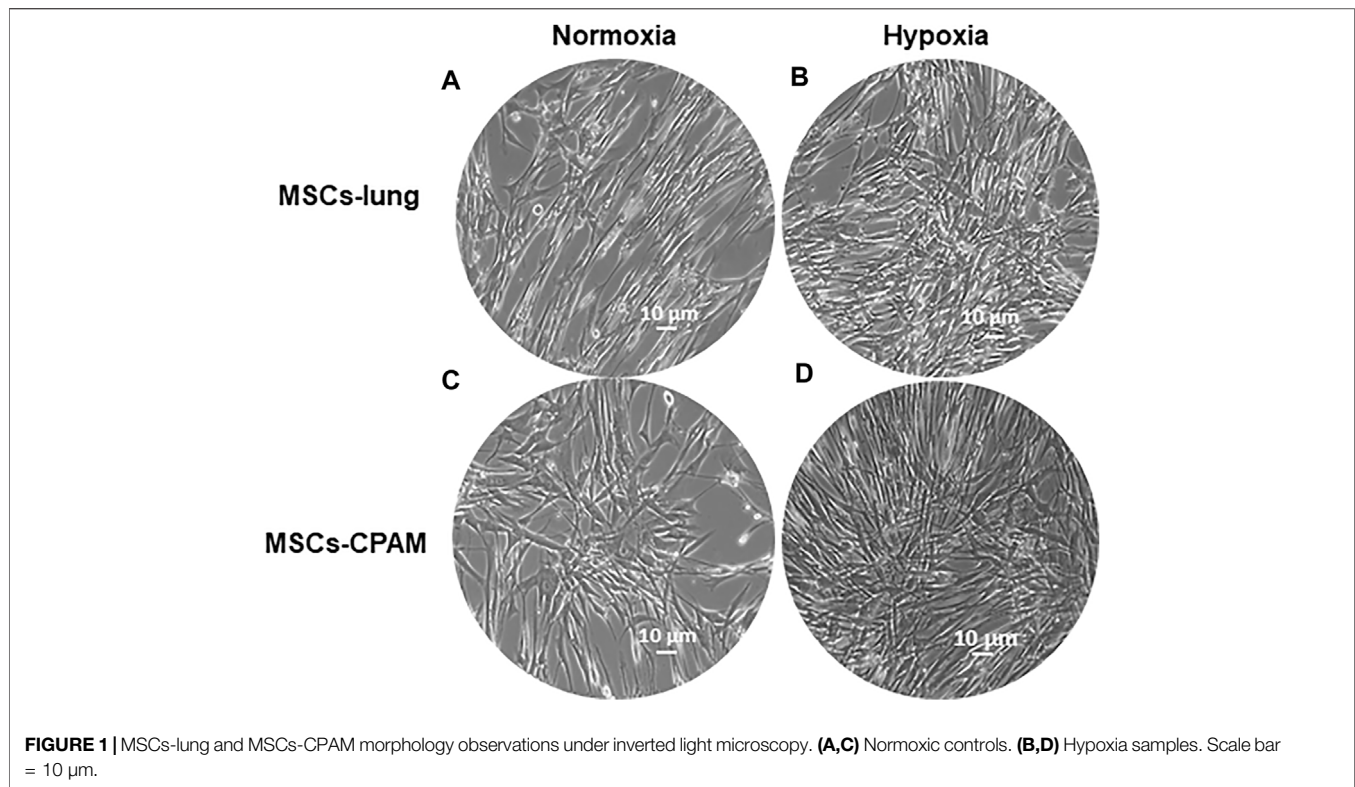 Normoxia
Hypoxia
A
B
MSCs-lung
10 µm
10 µm
C
D
MSCs-CPAM
10 µm
10 µm
FIGURE 1 | MSCs-lung and MSCs-CPAM morphology observations under inverted light microscopy. (A,C) Normoxic controls. (B,D) Hypoxia samples. Scale bar
= 10 µm.